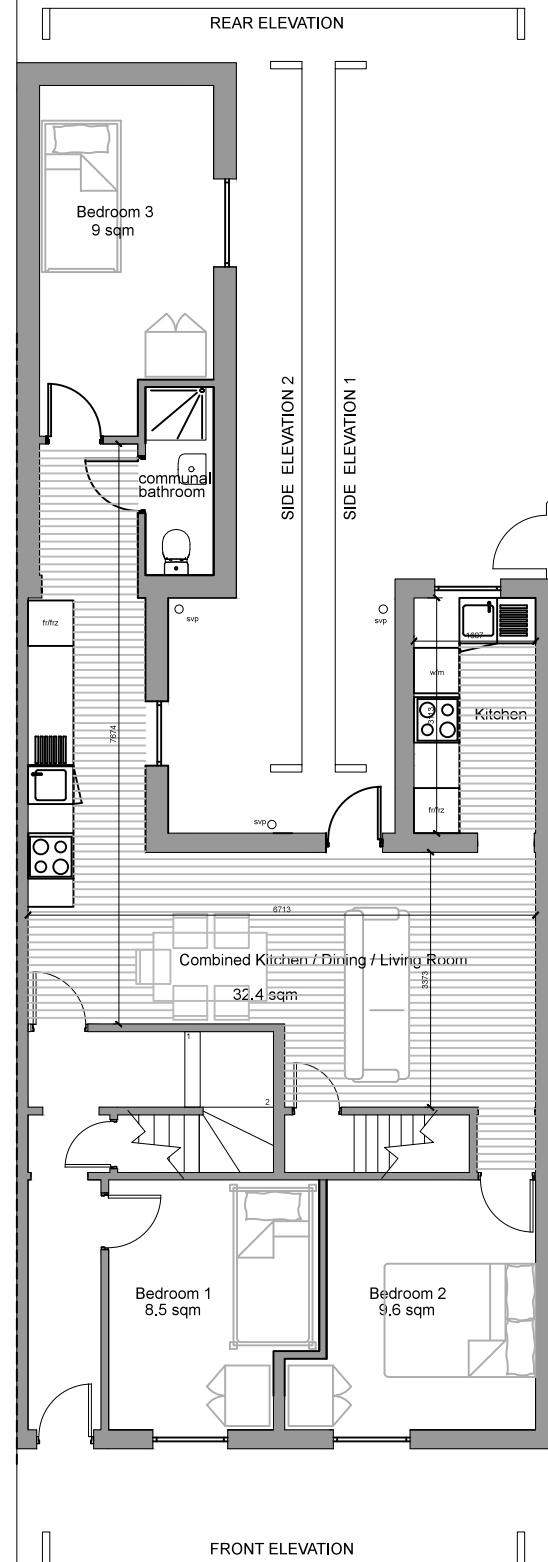 REAR ELEVATION
Bedroom 3
9 sqm
SIDE ELEVATION 2
SIDE ELEVATION 1
communal
bathroom
svp
svp
fr/frz
1697
w/m
Kitchen
3113
7674
fr/frz
svp
6713
Combined Kitchen / Dining / Living Room
32.4 sqm
3373
1
2
Bedroom 1
8.5 sqm
Bedroom 2
9.6 sqm
FRONT ELEVATION